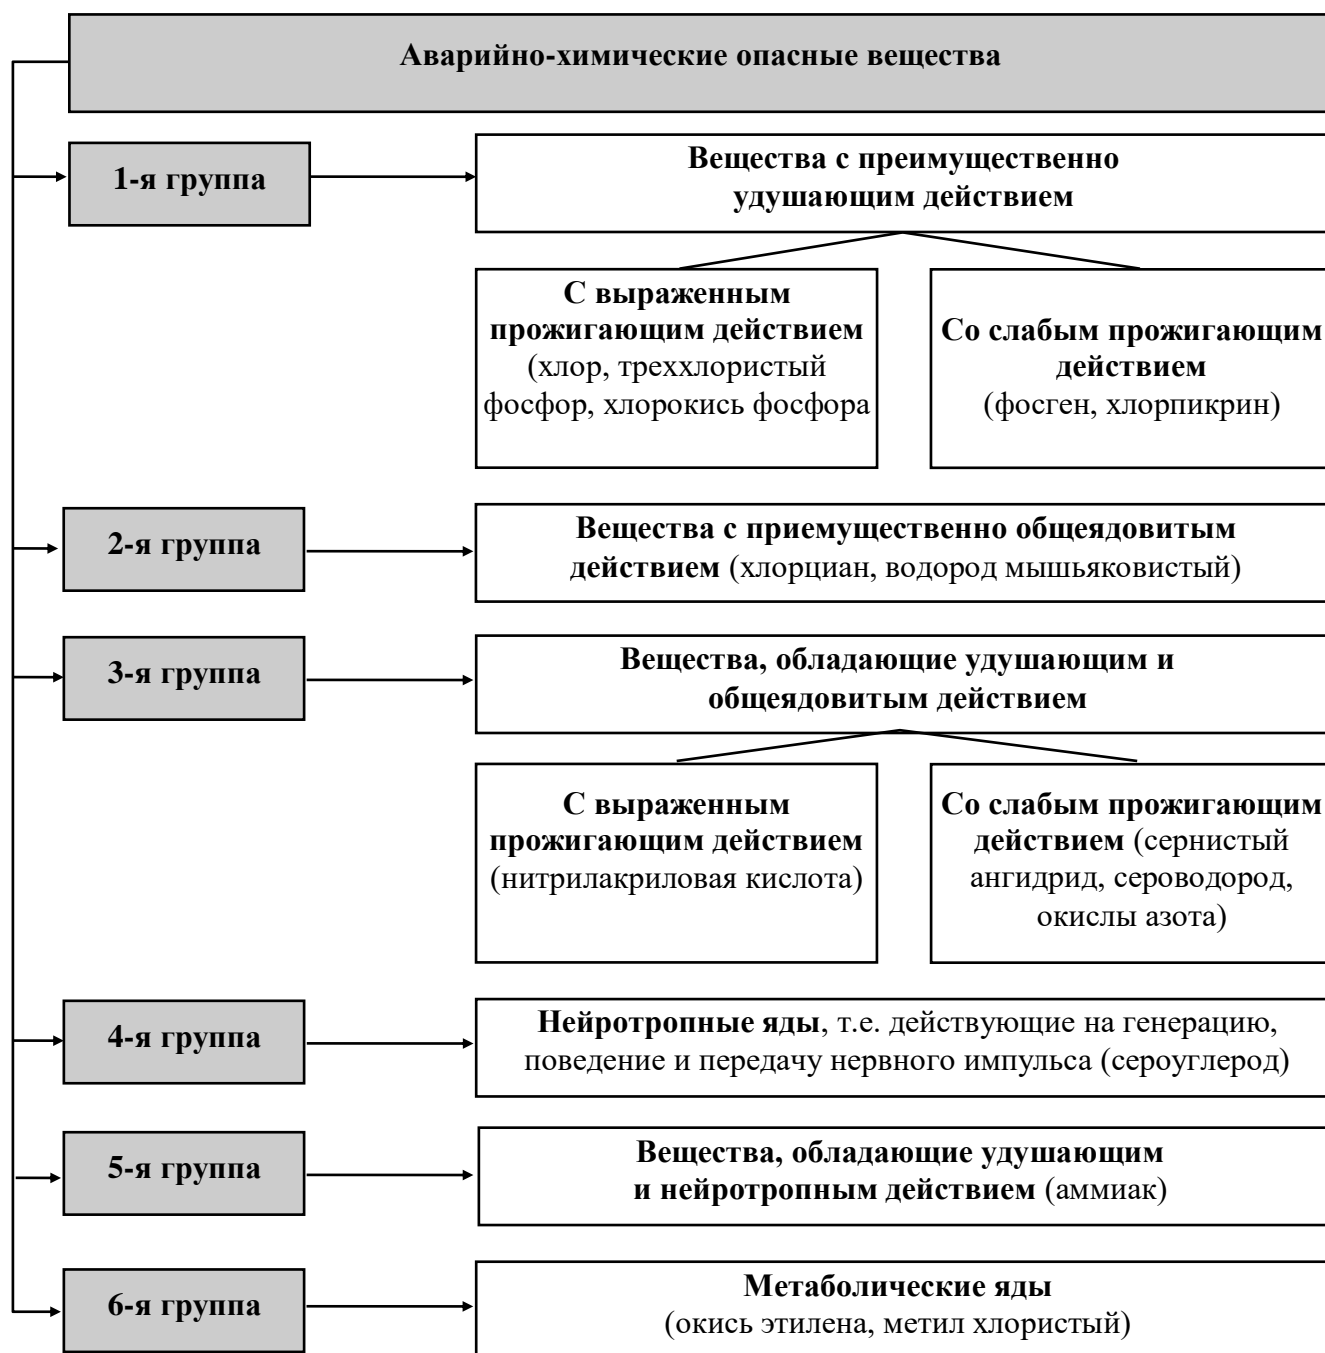 Аварийно-химические опасные вещества
1-я группа
Вещества с преимущественно
удушающим действием
С выраженным
прожигающим действием
(хлор, треххлористый
фосфор, хлорокись фосфора
Со слабым прожигающим
действием
(фосген, хлорпикрин)
2-я группа
Вещества с приемущественно общеядовитым
действием (хлорциан, водород мышьяковистый)
3-я группа
Вещества, обладающие удушающим и
общеядовитым действием
С выраженным
прожигающим действием
(нитрилакриловая кислота)
Со слабым прожигающим
действием (сернистый
ангидрид, сероводород,
окислы азота)
4-я группа
Нейротропные яды, т.е. действующие на генерацию,
поведение и передачу нервного импульса (сероуглерод)
5-я группа
Вещества, обладающие удушающим
и нейротропным действием (аммиак)
6-я группа
Метаболические яды
(окись этилена, метил хлористый)